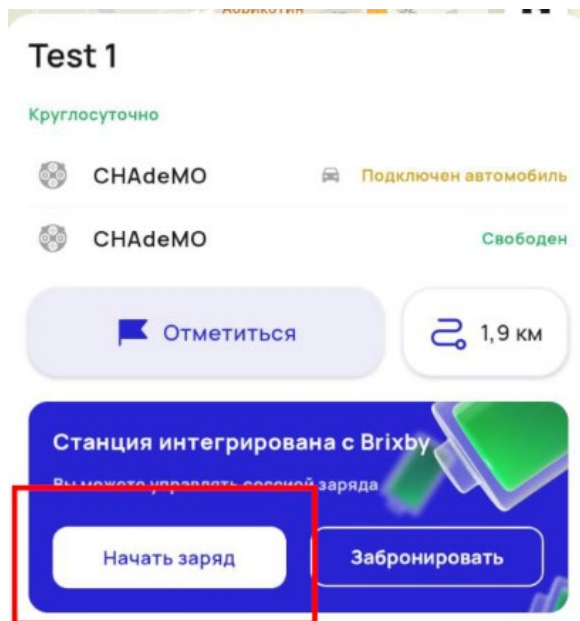 Test 1
Круглосуточно
CHAdeMO Подключен автомобиль
CHAdeMO Свободен
Отметиться 1,9 км
Станция интегрирована с Brixby
Вы можете управлять сессией заряда
Начать заряд Забронировать